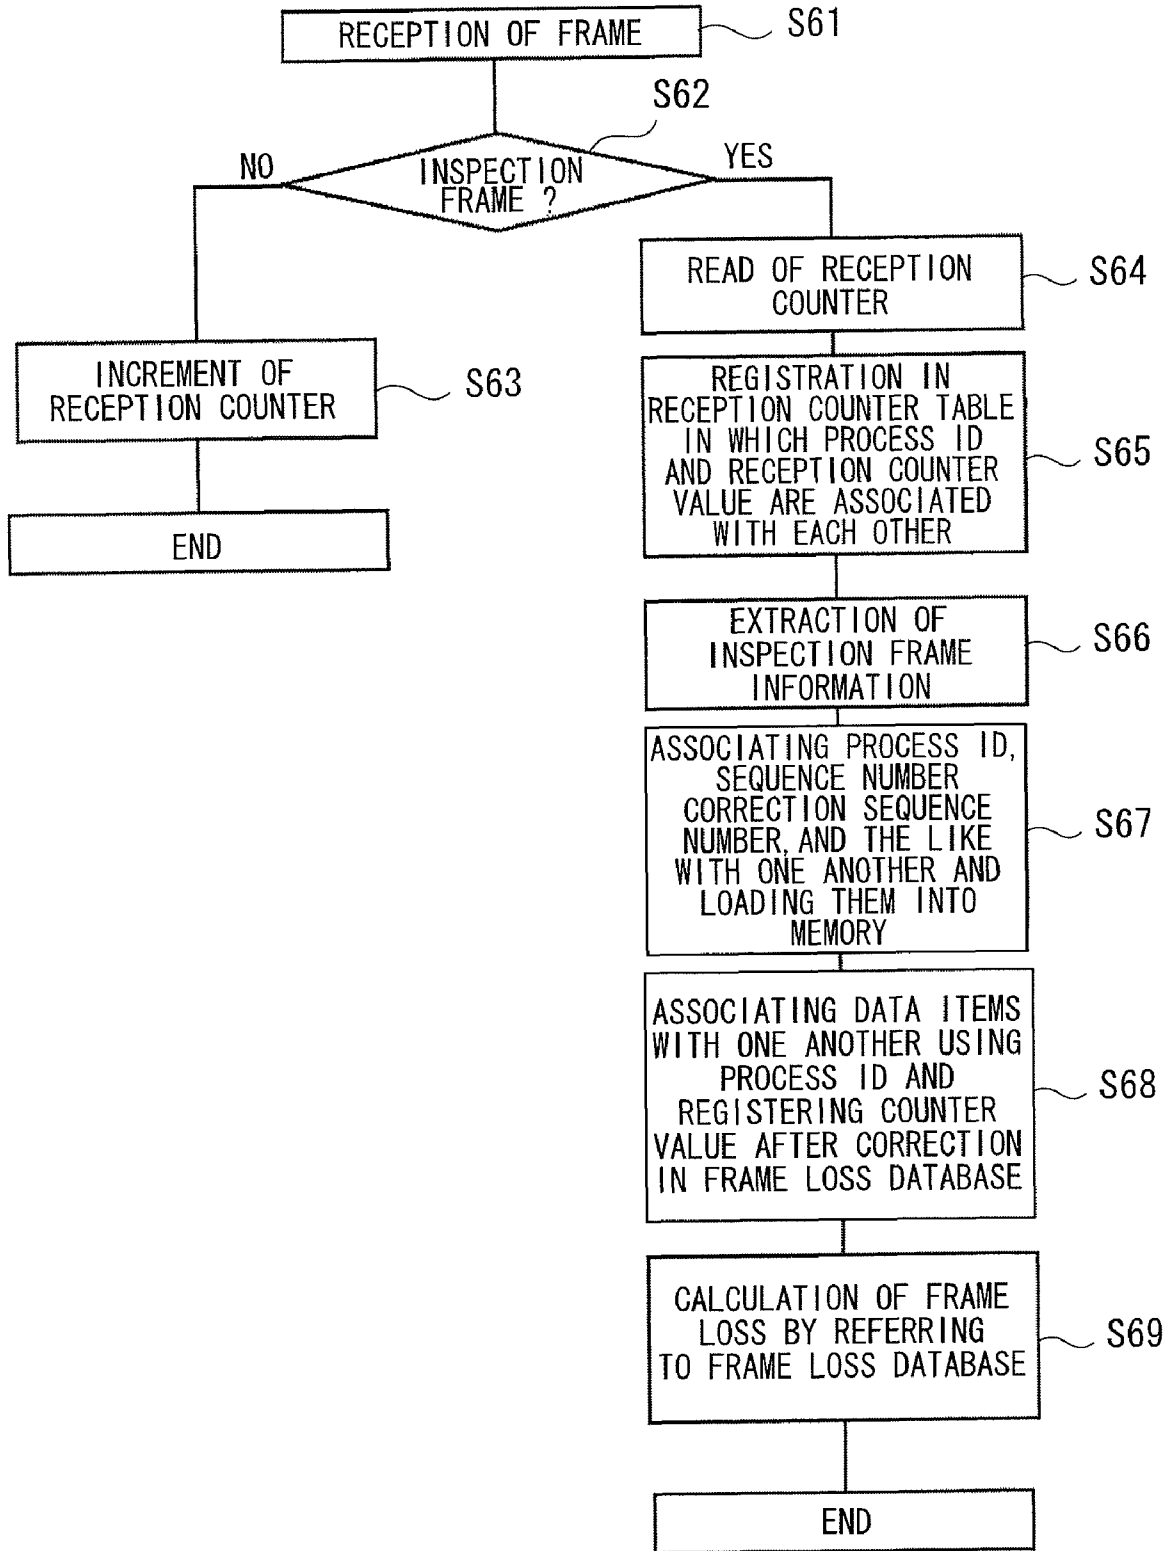 RECEPTION OF FRAME
S61
S62
NO
INSPECTION
FRAME ?
YES
READ OF RECEPTION
COUNTER
S64
INCREMENT OF
RECEPTION COUNTER
S63
END
REGISTRATION IN
RECEPTION COUNTER TABLE
IN WHICH PROCESS ID
AND RECEPTION COUNTER
VALUE ARE ASSOCIATED
WITH EACH OTHER
S65
EXTRACTION OF
INSPECTION FRAME
INFORMATION
S66
ASSOCIATING PROCESS ID,
SEQUENCE NUMBER
CORRECTION SEQUENCE
NUMBER, AND THE LIKE
WITH ONE ANOTHER AND
LOADING THEM INTO
MEMORY
S67
ASSOCIATING DATA ITEMS
WITH ONE ANOTHER USING
PROCESS ID AND
REGISTERING COUNTER
VALUE AFTER CORRECTION
IN FRAME LOSS DATABASE
S68
CALCULATION OF FRAME
LOSS BY REFERRING
TO FRAME LOSS DATABASE
S69
END